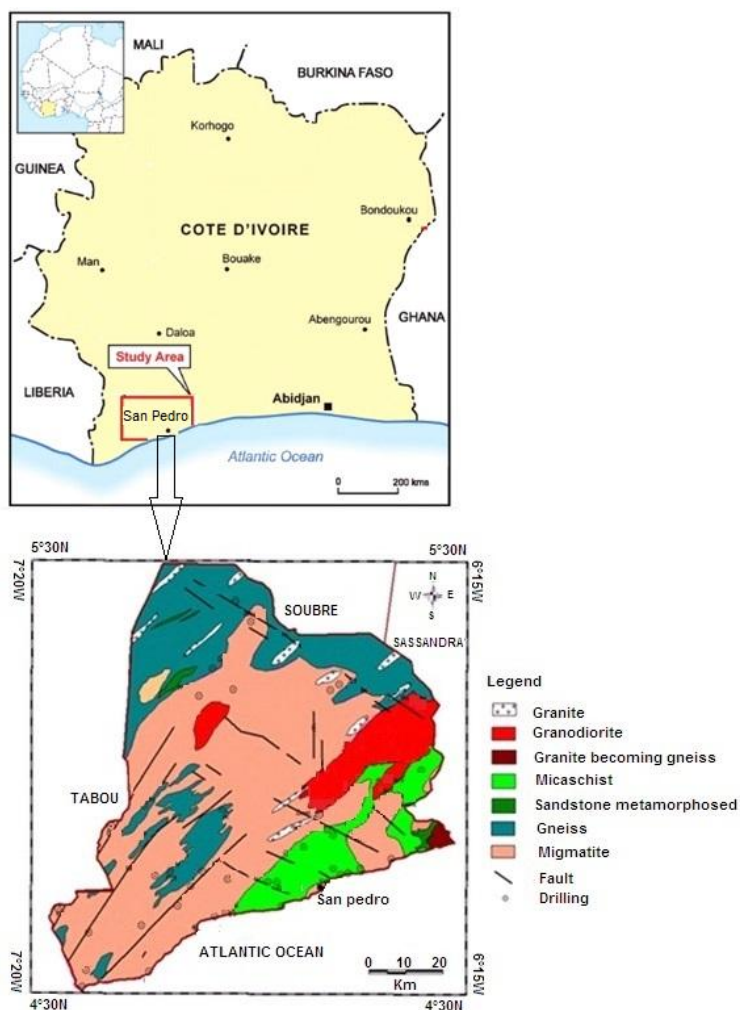 MALI
BURKINA FASO
Korhogo
GUINEA
Bondoukou
COTE D'IVOIRE
Man
Bouake
Abengourou
GHANA
Daloa
Study Area
LIBERIA
San Pedro
Abidjan
Atlantic Ocean
0 200 kms
5°30N 5°30N
7°20W 6°15W
N
W E
S
SOUBRE
SASSANDRA
Legend
Granite
Granodiorite
Granite becoming gneiss
Micaschist
Sandstone metamorphosed
Gneiss
Migmatite
Fault
Drilling
TABOU
San pedro
ATLANTIC OCEAN
0 10 20
Km
7°20W 6°15W
4°30N 4°30N